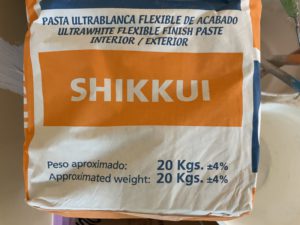 PASTA ULTRABLANCA FLEXIBLE DE ACABADO
ULTRAWHITE FLEXIBLE FINISH PASTE
INTERIOR / EXTERIOR
SHIKKUI
Peso aproximado: 20 Kgs. ±4%
Approximated weight: 20 Kgs. ±4%